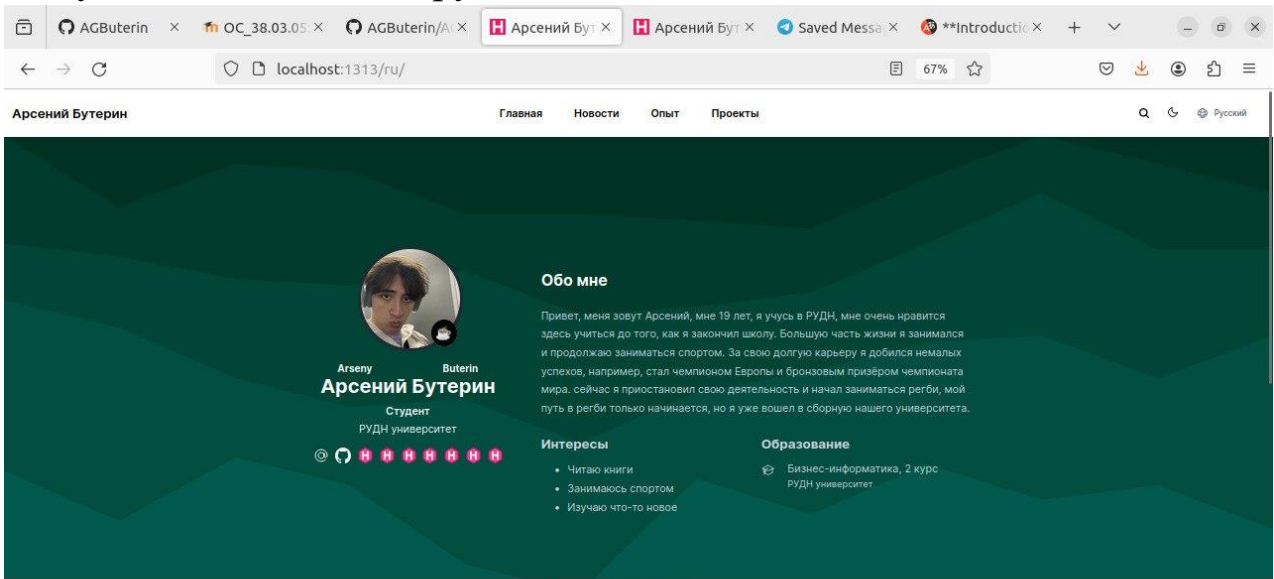 AGButerin
OC_38.03.05
AGButerin/A
Арсений Бут
Арсений Бут
Saved Messa
**Introductio
localhost:1313/ru/
67%
Арсений Бутерин
Главная Новости Опыт Проекты
Русский
Обо мне
Привет, меня зовут Арсений, мне 19 лет, я учусь в РУДН, мне очень нравится
здесь учиться до того, как я закончил школу. Большую часть жизни я занимался
и продолжаю заниматься спортом. За свою долгую карьеру я добился немалых
успехов, например, стал чемпионом Европы и бронзовым призёром чемпионата
мира. сейчас я приостановил свою деятельность и начал заниматься регби, мой
путь в регби только начинается, но я уже вошел в сборную нашего университета.
Arseny Buterin
Арсений Бутерин
Студент
РУДН университет
Интересы
Читаю книги
Занимаюсь спортом
Изучаю что-то новое
Образование
Бизнес-информатика, 2 курс
РУДН университет